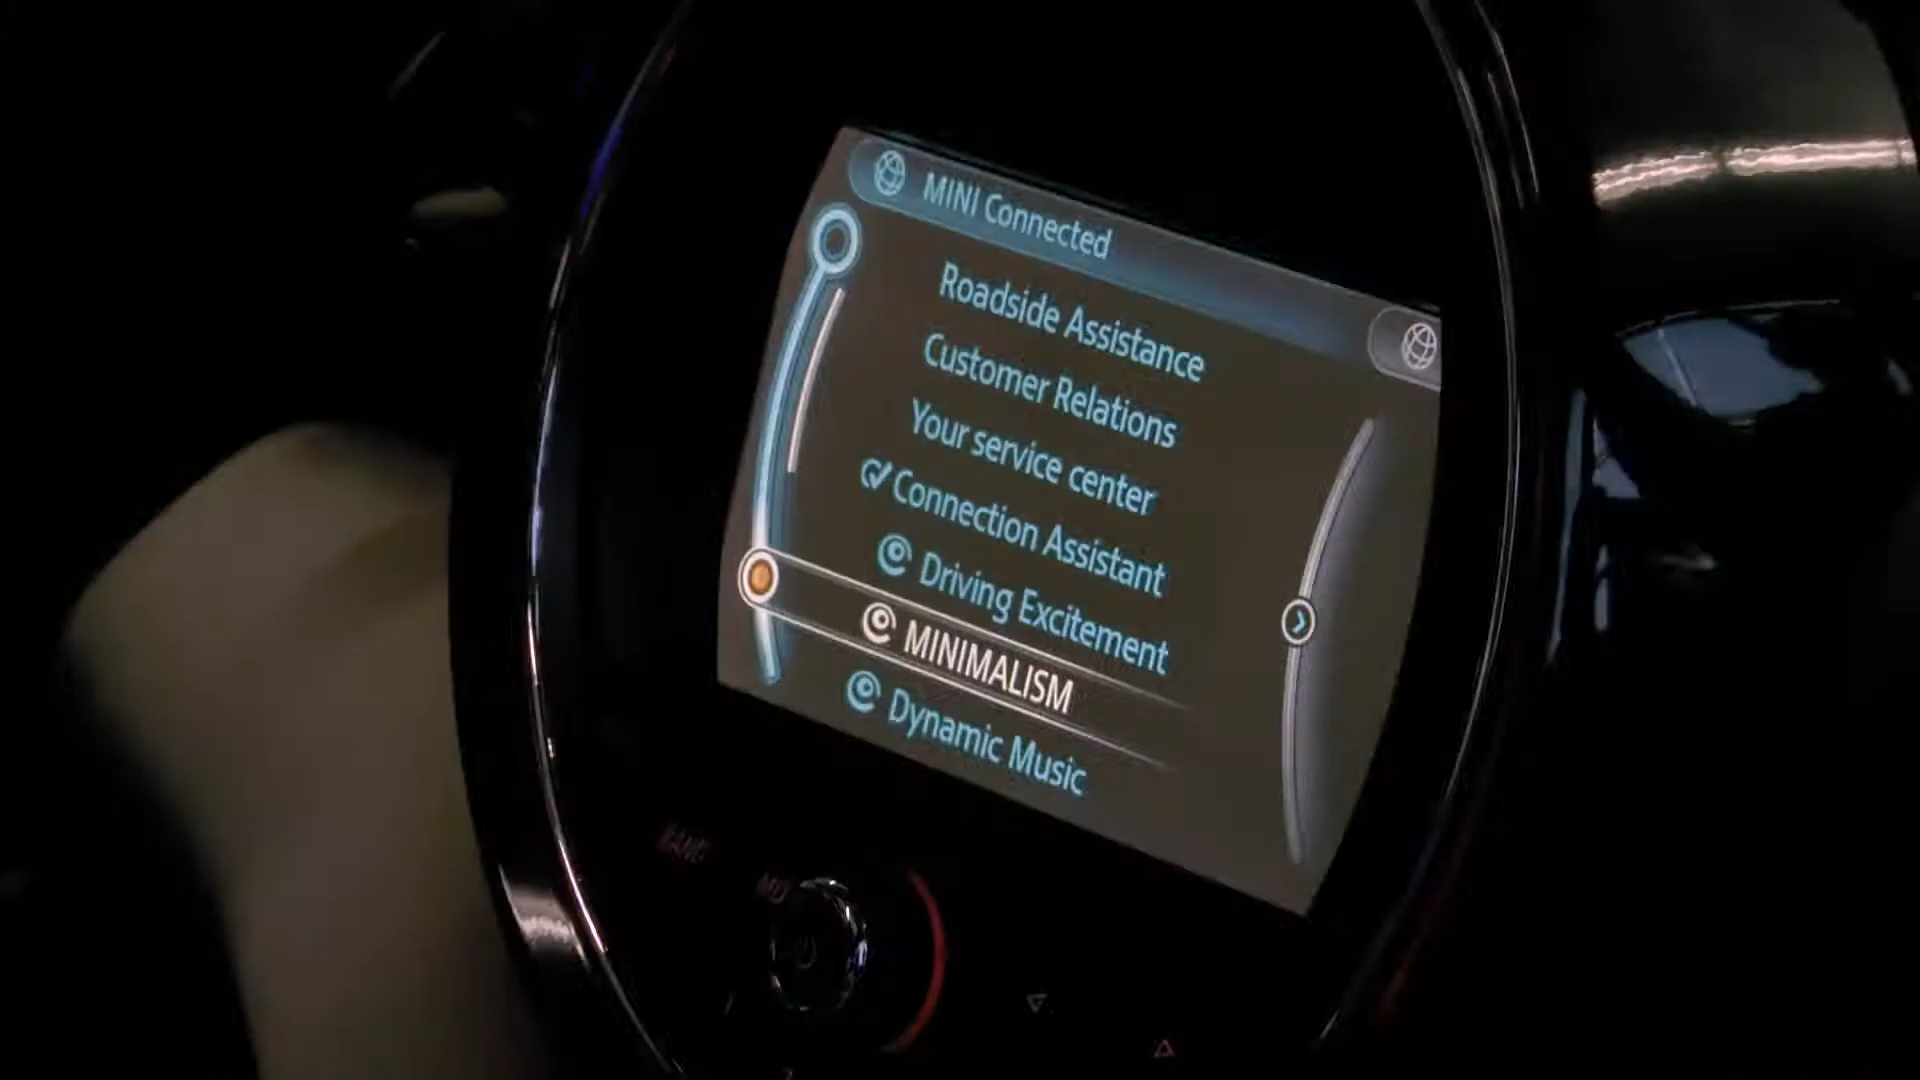 MINI Connected
Roadside Assistance
Customer Relations
Your service center
Connection Assistant
Driving Excitement
MINIMALISM
Dynamic Music